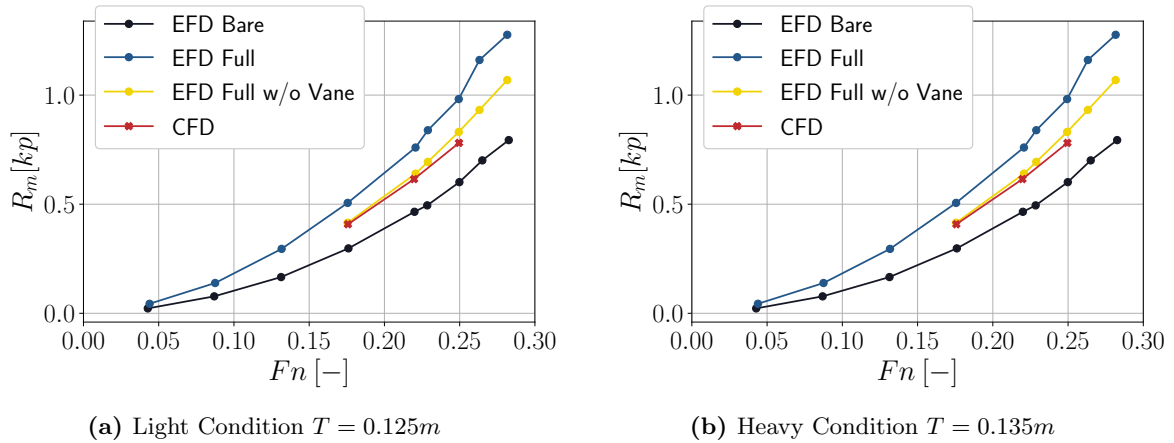 EFD Bare
EFD Full
EFD Full w/o Vane
CFD
R_m[kp]
1.0
0.5
0.0
0.00 0.05 0.10 0.15 0.20 0.25 0.30
Fn [−]
(a) Light Condition T = 0.125m
EFD Bare
EFD Full
EFD Full w/o Vane
CFD
R_m[kp]
1.0
0.5
0.0
0.00 0.05 0.10 0.15 0.20 0.25 0.30
Fn [−]
(b) Heavy Condition T = 0.135m